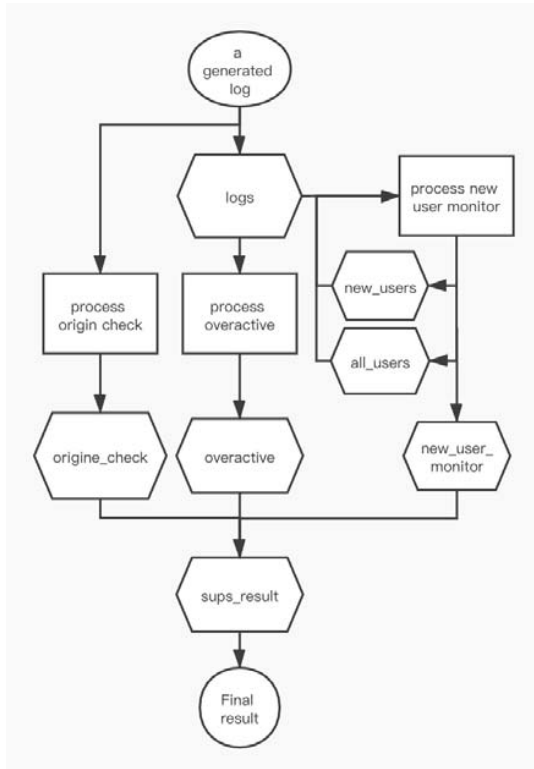 a
generated
log
logs
process new
user monitor
process
origin check
process
overactive
new_users
all_users
origine_check
overactive
new_user_
monitor
sups_result
Final
result